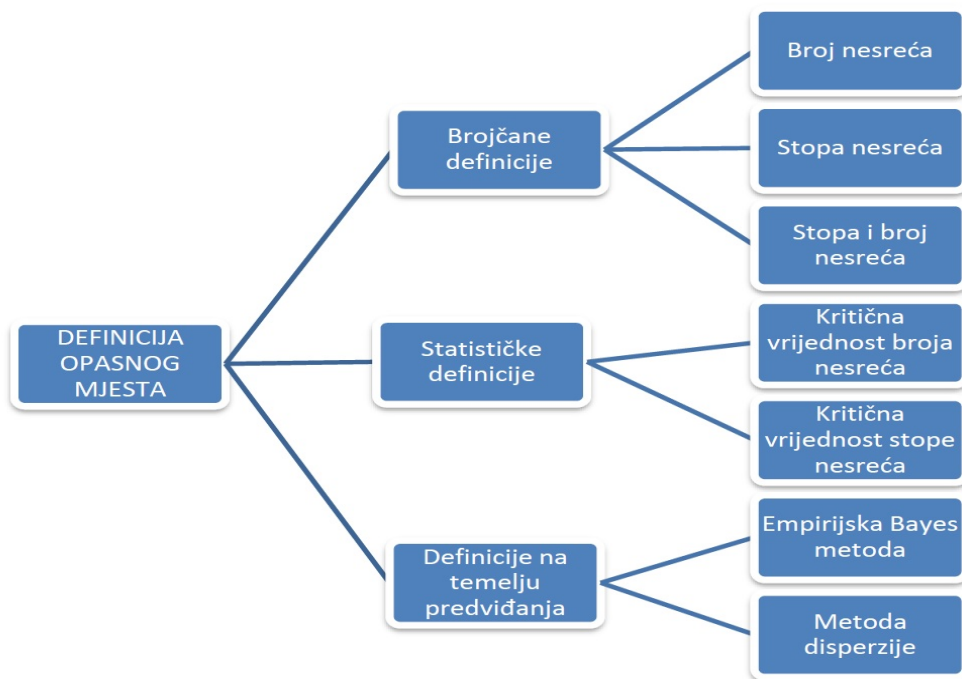 DEFINICIJA
OPASNOG
MJESTA
Brojčane
definicije
Broj nesreća
Stopa nesreća
Stopa i broj
nesreća
Statističke
definicije
Kritična
vrijednost broja
nesreća
Kritična
vrijednost stope
nesreća
Definicije na
temelju
predviđanja
Empirijska Bayes
metoda
Metoda
disperzije